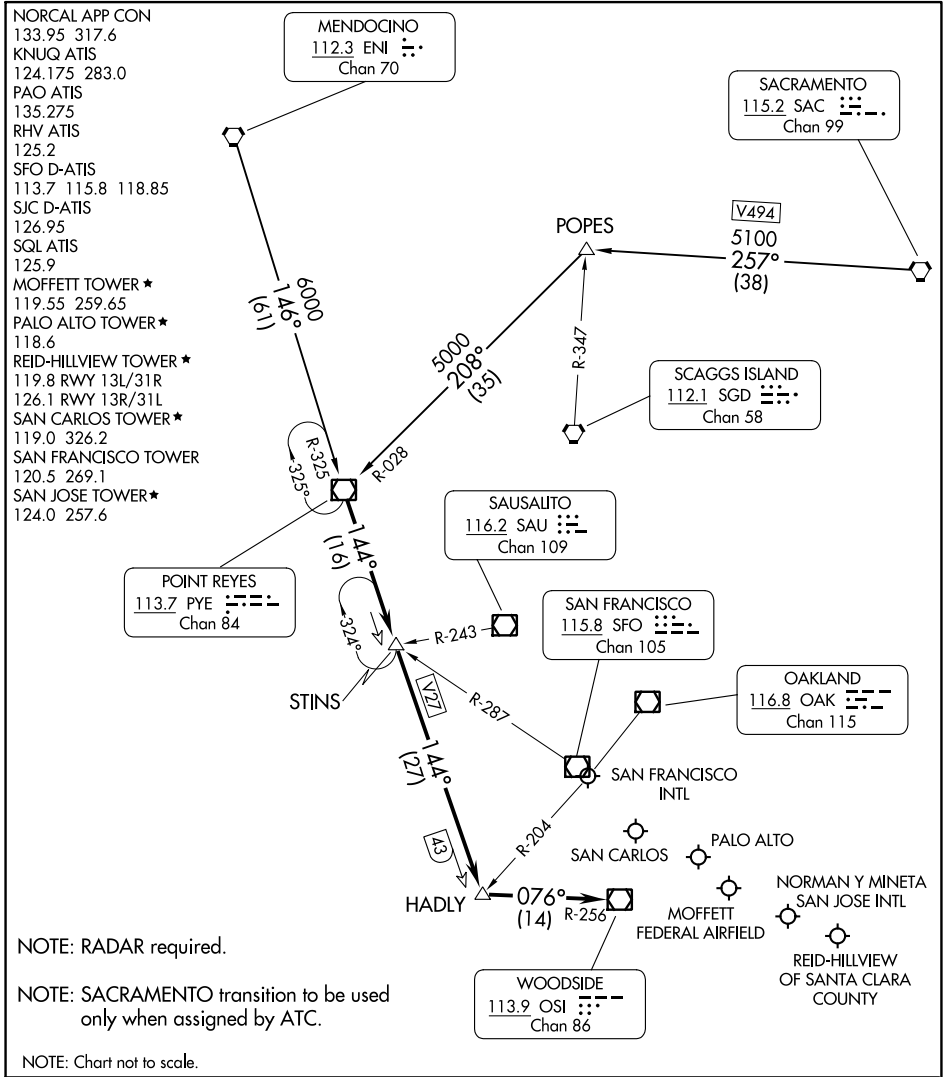 NORCAL APP CON
133.95 317.6
KNUQ ATIS
124.175 283.0
PAO ATIS
135.275
RHV ATIS
125.2
SFO D-ATIS
113.7 115.8 118.85
SJC D-ATIS
126.95
SQL ATIS
125.9
MOFFETT TOWER ★
119.55 259.65
PALO ALTO TOWER ★
118.6
REID-HILLVIEW TOWER ★
119.8 RWY 13L/31R
126.1 RWY 13R/31L
SAN CARLOS TOWER ★
119.0 326.2
SAN FRANCISCO TOWER
120.5 269.1
SAN JOSE TOWER ★
124.0 257.6
MENDOCINO
112.3 ENI
Chan 70
SACRAMENTO
115.2 SAC
Chan 99
POPES
V494
5100
257°
(38)
6000
146°
(61)
5000
208°
(35)
R-347
SCAGGS ISLAND
112.1 SGD
Chan 58
R-325
325°
R-028
POINT REYES
113.7 PYE
Chan 84
144°
(16)
SAUSALITO
116.2 SAU
Chan 109
R-243
324°
STINS
SAN FRANCISCO
115.8 SFO
Chan 105
OAKLAND
116.8 OAK
Chan 115
V27
R-287
144°
(27)
SAN FRANCISCO
INTL
R-204
43
SAN CARLOS
PALO ALTO
HADLY
076°
(14)
R-256
MOFFETT
FEDERAL AIRFIELD
NORMAN Y MINETA
SAN JOSE INTL
REID-HILLVIEW
OF SANTA CLARA
COUNTY
WOODSIDE
113.9 OSI
Chan 86
NOTE: RADAR required.
NOTE: SACRAMENTO transition to be used
only when assigned by ATC.
NOTE: Chart not to scale.